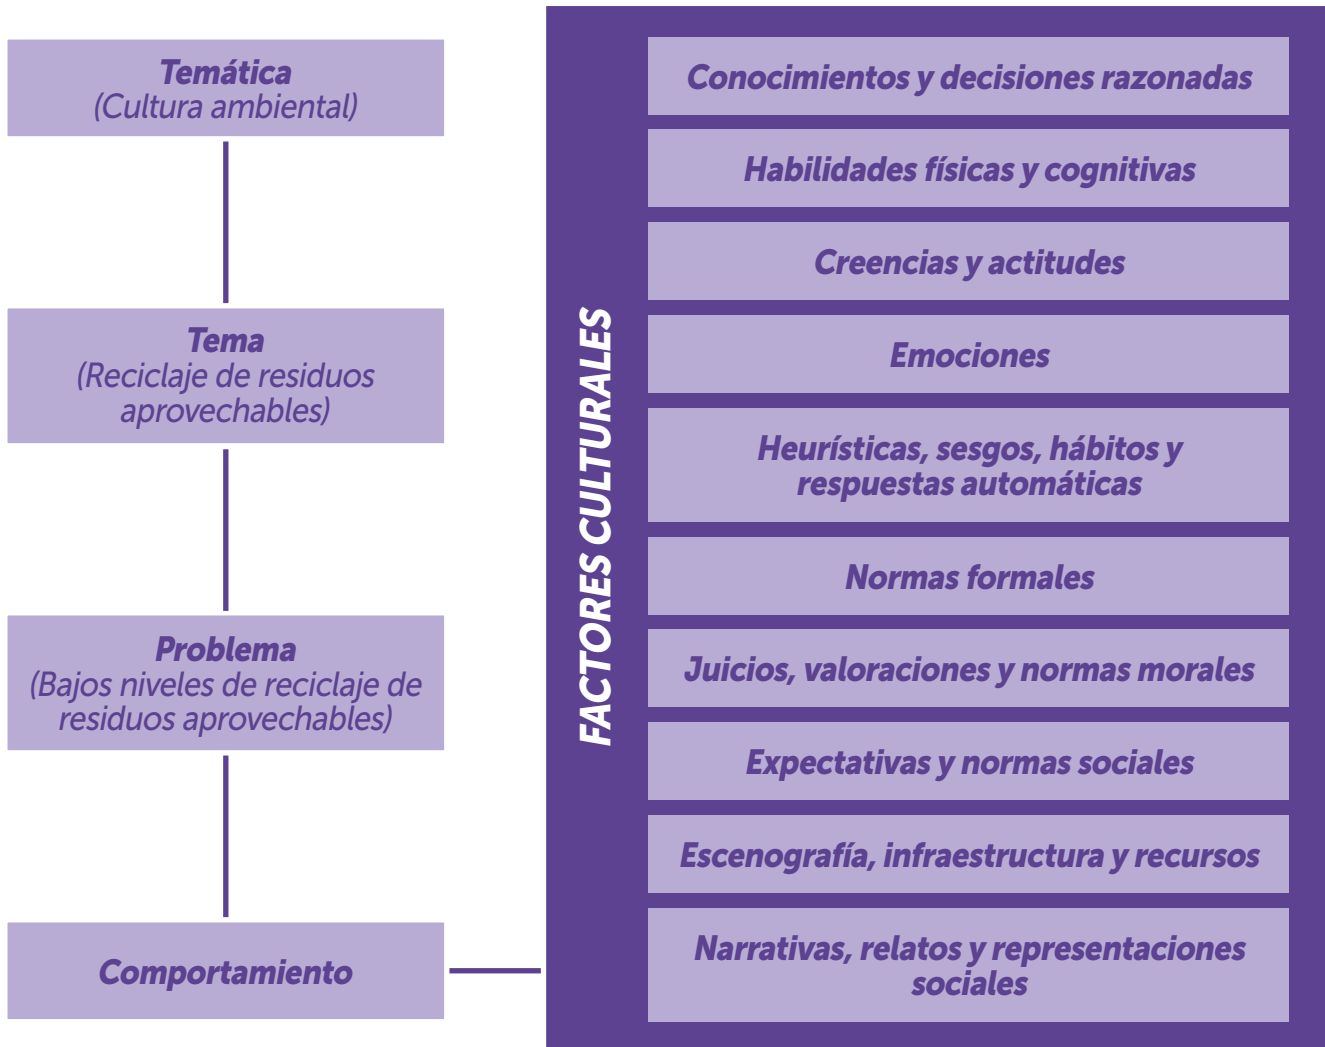 Temática
(Cultura ambiental)
Tema
(Reciclaje de residuos
aprovechables)
Problema
(Bajos niveles de reciclaje de
residuos aprovechables)
Comportamiento
FACTORES CULTURALES
Conocimientos y decisiones razonadas
Habilidades físicas y cognitivas
Creencias y actitudes
Emociones
Heurísticas, sesgos, hábitos y
respuestas automáticas
Normas formales
Juicios, valoraciones y normas morales
Expectativas y normas sociales
Escenografía, infraestructura y recursos
Narrativas, relatos y representaciones
sociales